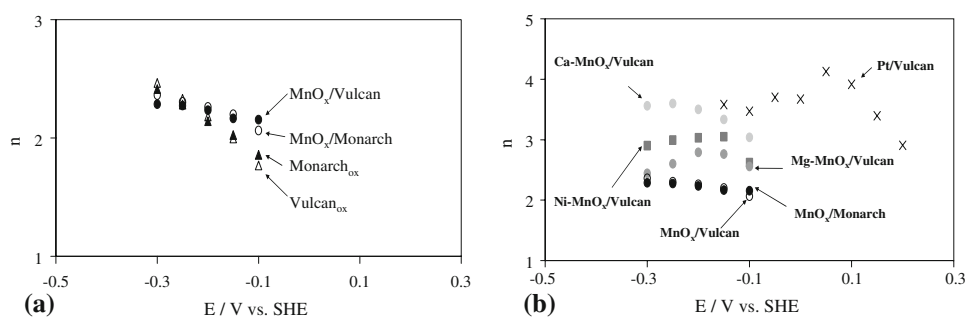 3
2
1
n
-0.5
-0.3
-0.1
0.1
0.3
E / V vs. SHE
(a)
MnOx/Vulcan
MnOx/Monarch
Monarchox
Vulcanox
5
4
3
2
1
n
-0.5
-0.3
-0.1
0.1
0.3
E / V vs. SHE
(b)
Ca-MnOx/Vulcan
Pt/Vulcan
Mg-MnOx/Vulcan
Ni-MnOx/Vulcan
MnOx/Monarch
MnOx/Vulcan